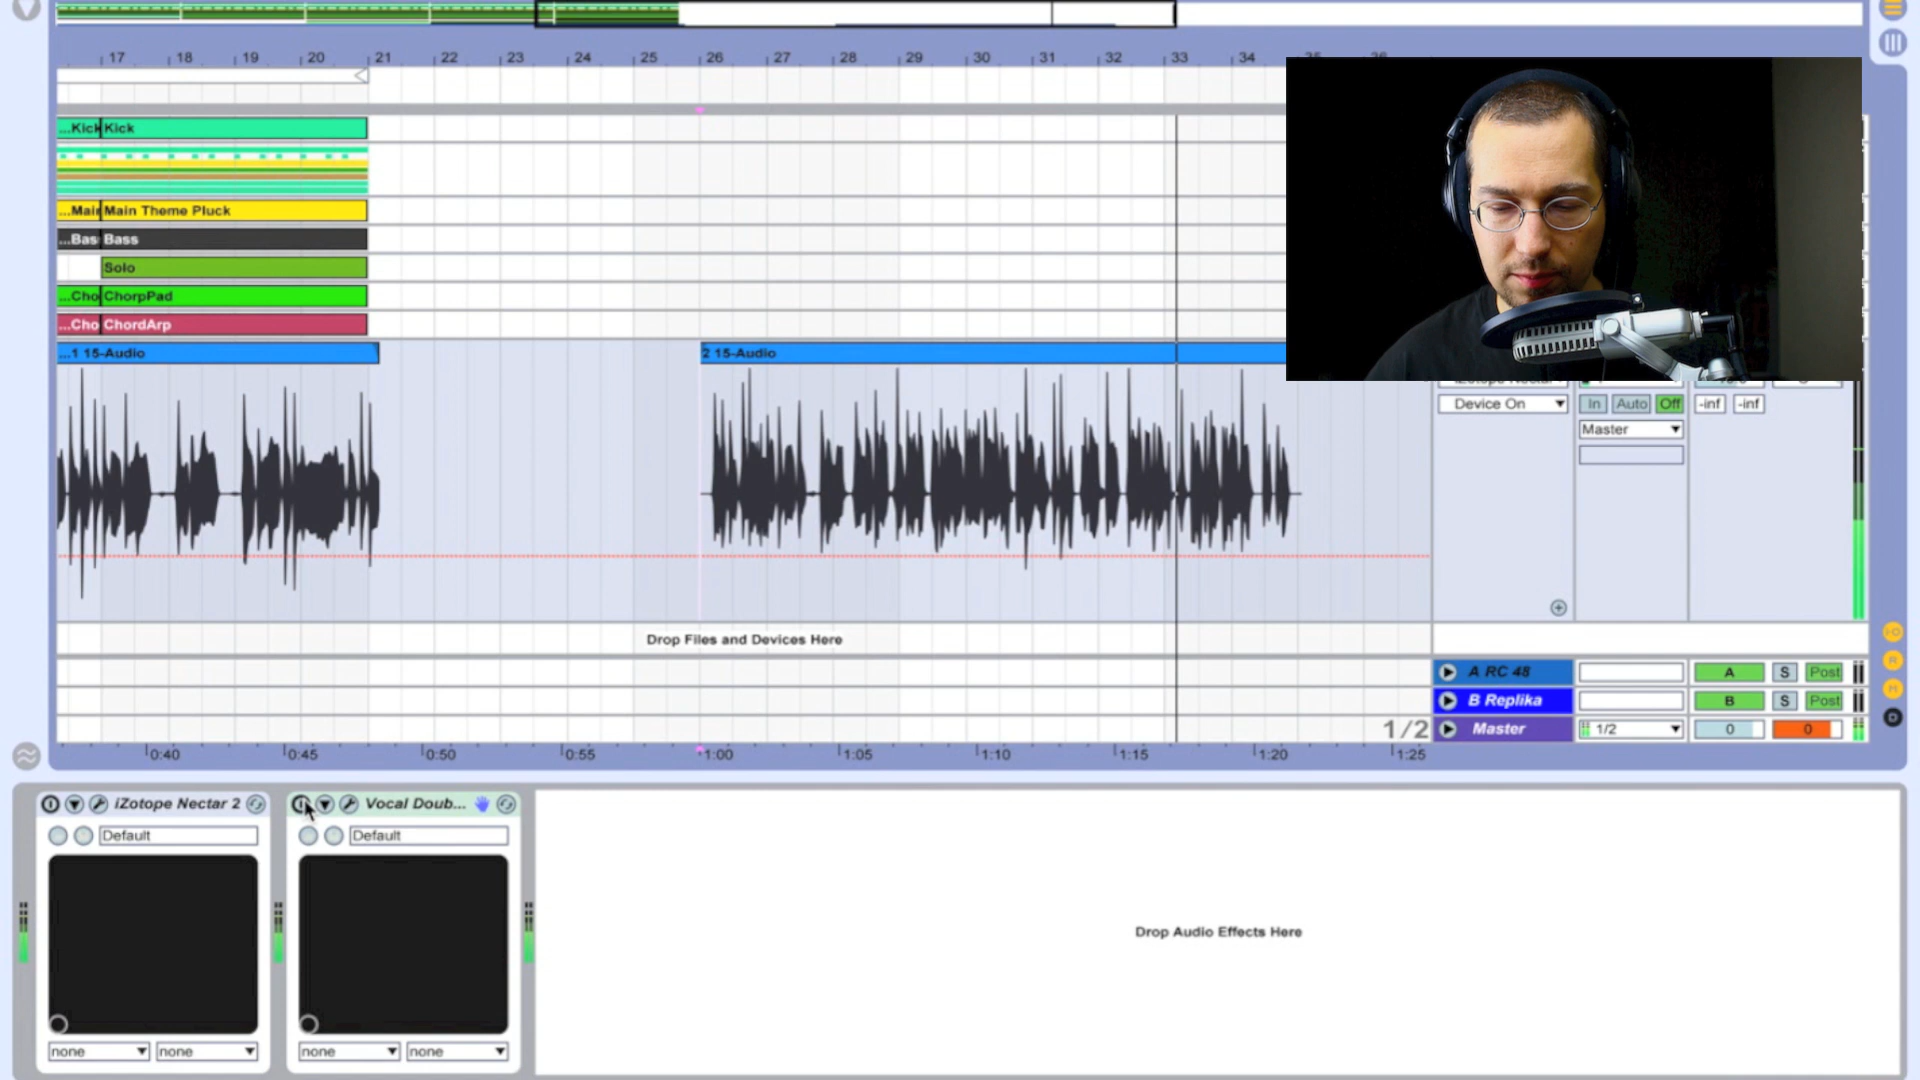 17 18 19 20 21 22 23 24 25 26 27 28 29 30 31 32 33 34
...Kick Kick
...Mair Main Theme Pluck
...Bas Bass
Solo
...Cho ChorpPad
...Cho ChordArp
...1 15-Audio 2 15-Audio
Device On In Auto Off -inf -inf
Master
Drop Files and Devices Here
A RC 48 A S Post
B Replika B S Post
1/2 Master 1/2 0 0
0:40 0:45 0:50 0:55 1:00 1:05 1:10 1:15 1:20 1:25
iZotope Nectar 2 Vocal Doub...
Default Default
Drop Audio Effects Here
none none none none